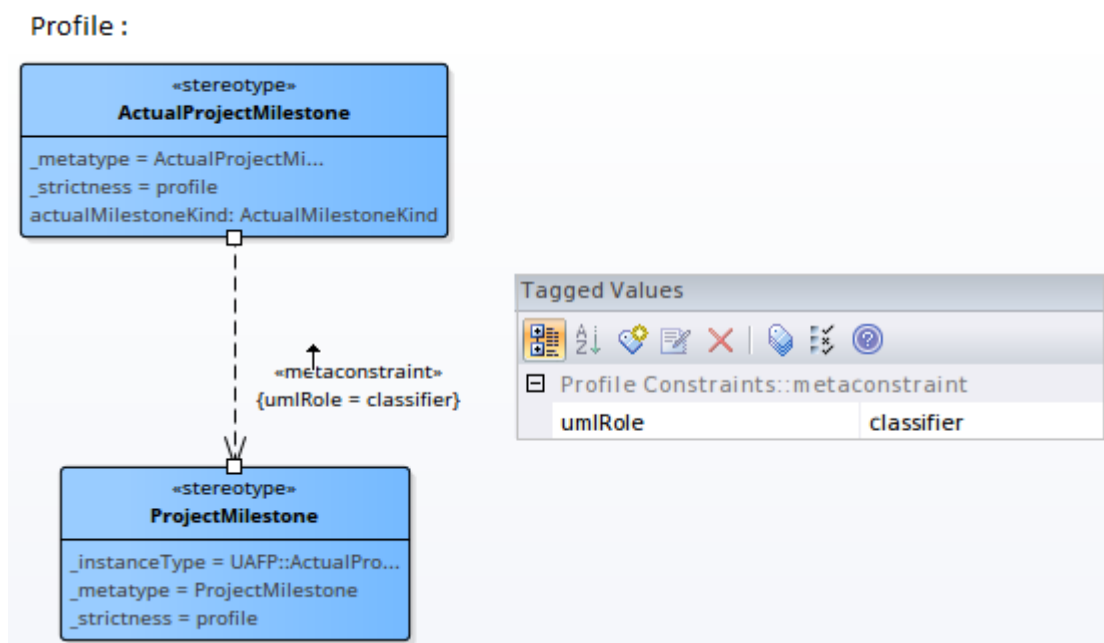 Profile :
«stereotype»
ActualProjectMilestone
_metatype = ActualProjectMi...
_strictness = profile
actualMilestoneKind: ActualMilestoneKind
«metaconstraint»
{umlRole = classifier}
Tagged Values
Profile Constraints::metaconstraint
umlRole classifier
«stereotype»
ProjectMilestone
_instanceType = UAFP::ActualPro...
_metatype = ProjectMilestone
_strictness = profile